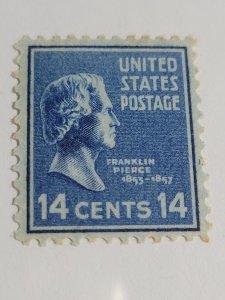 UNITED
STATES
POSTAGE
FRANKLIN
PIERCE
1853-1857
14 CENTS 14